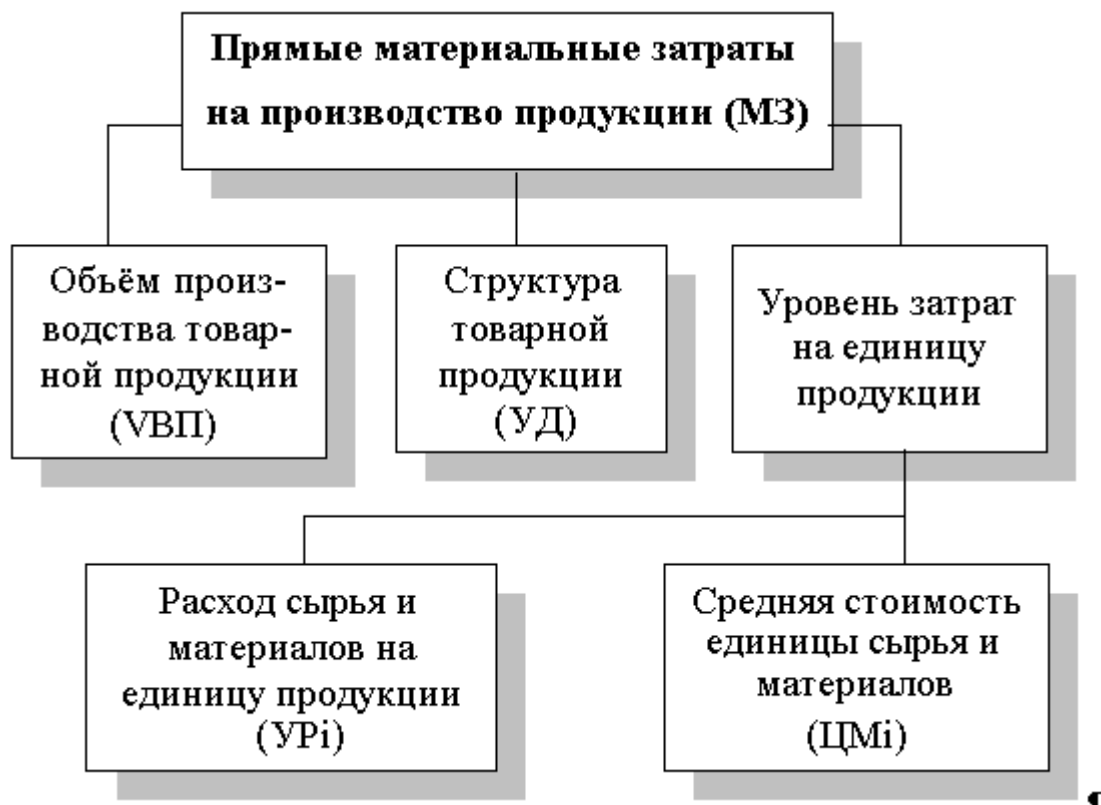 Прямые материальные затраты
на производство продукции (МЗ)
Обьём произ-
водства товар-
ной продукции
(VВП)
Структура
товарной
продукции
(УД)
Уровень затрат
на единицу
продукции
Расход сырья и
материалов на
единицу продукции
(УРi)
Средняя стоимость
единицы сырья и
материалов
(ЦМi)